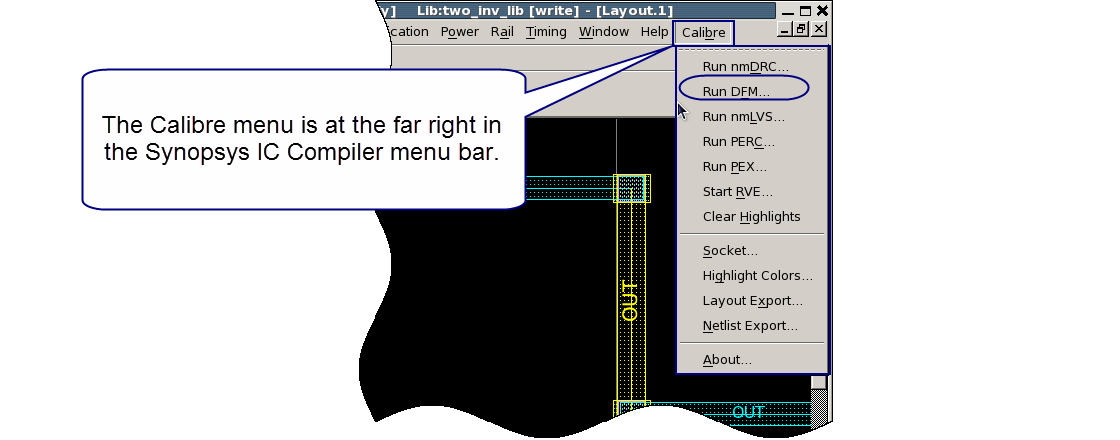 y] Lib:two_inv_lib [write] - [Layout.1]
cation Power Rail Timing Window Help Calibre
Run nmDRC...
Run DFM...
Run nmLVS...
Run PERC...
Run PEX...
Start RVE...
Clear Highlights
Socket...
Highlight Colors...
Layout Export...
Netlist Export...
About...
The Calibre menu is at the far right in
the Synopsys IC Compiler menu bar.
OUT
OUT